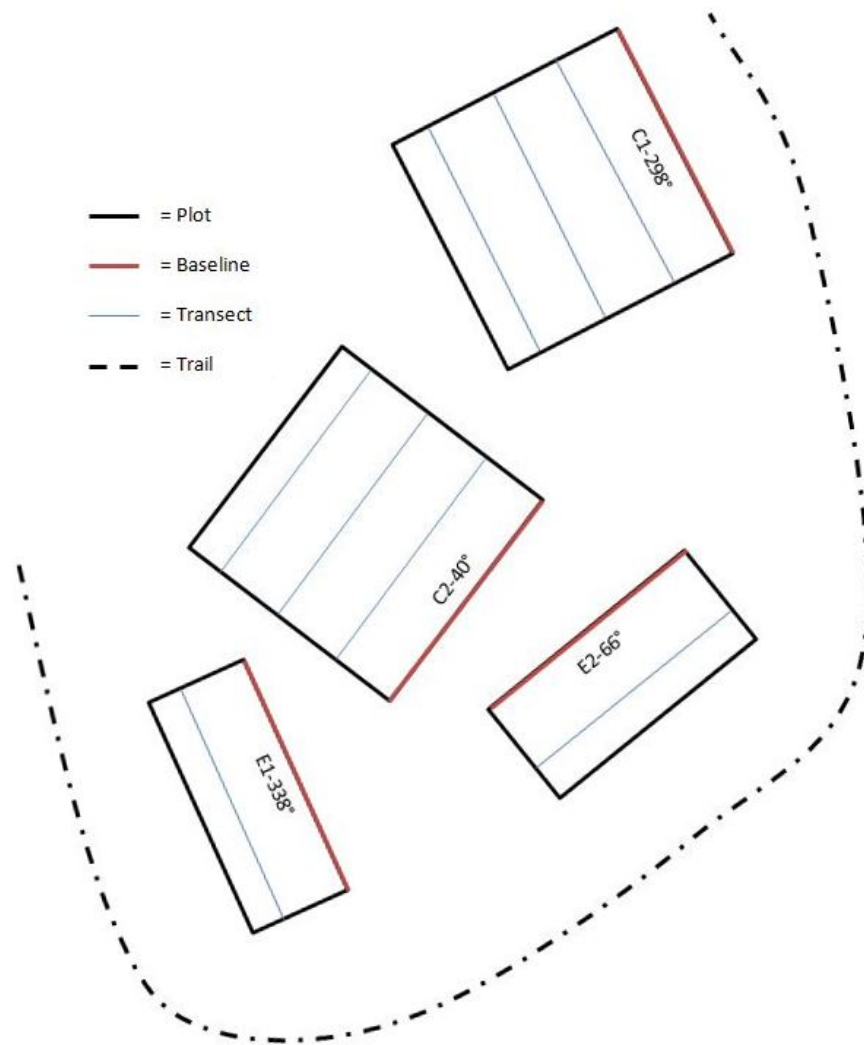 C1-298°
= Plot
= Baseline
= Transect
= Trail
C2-40°
E2-66°
E1-338°